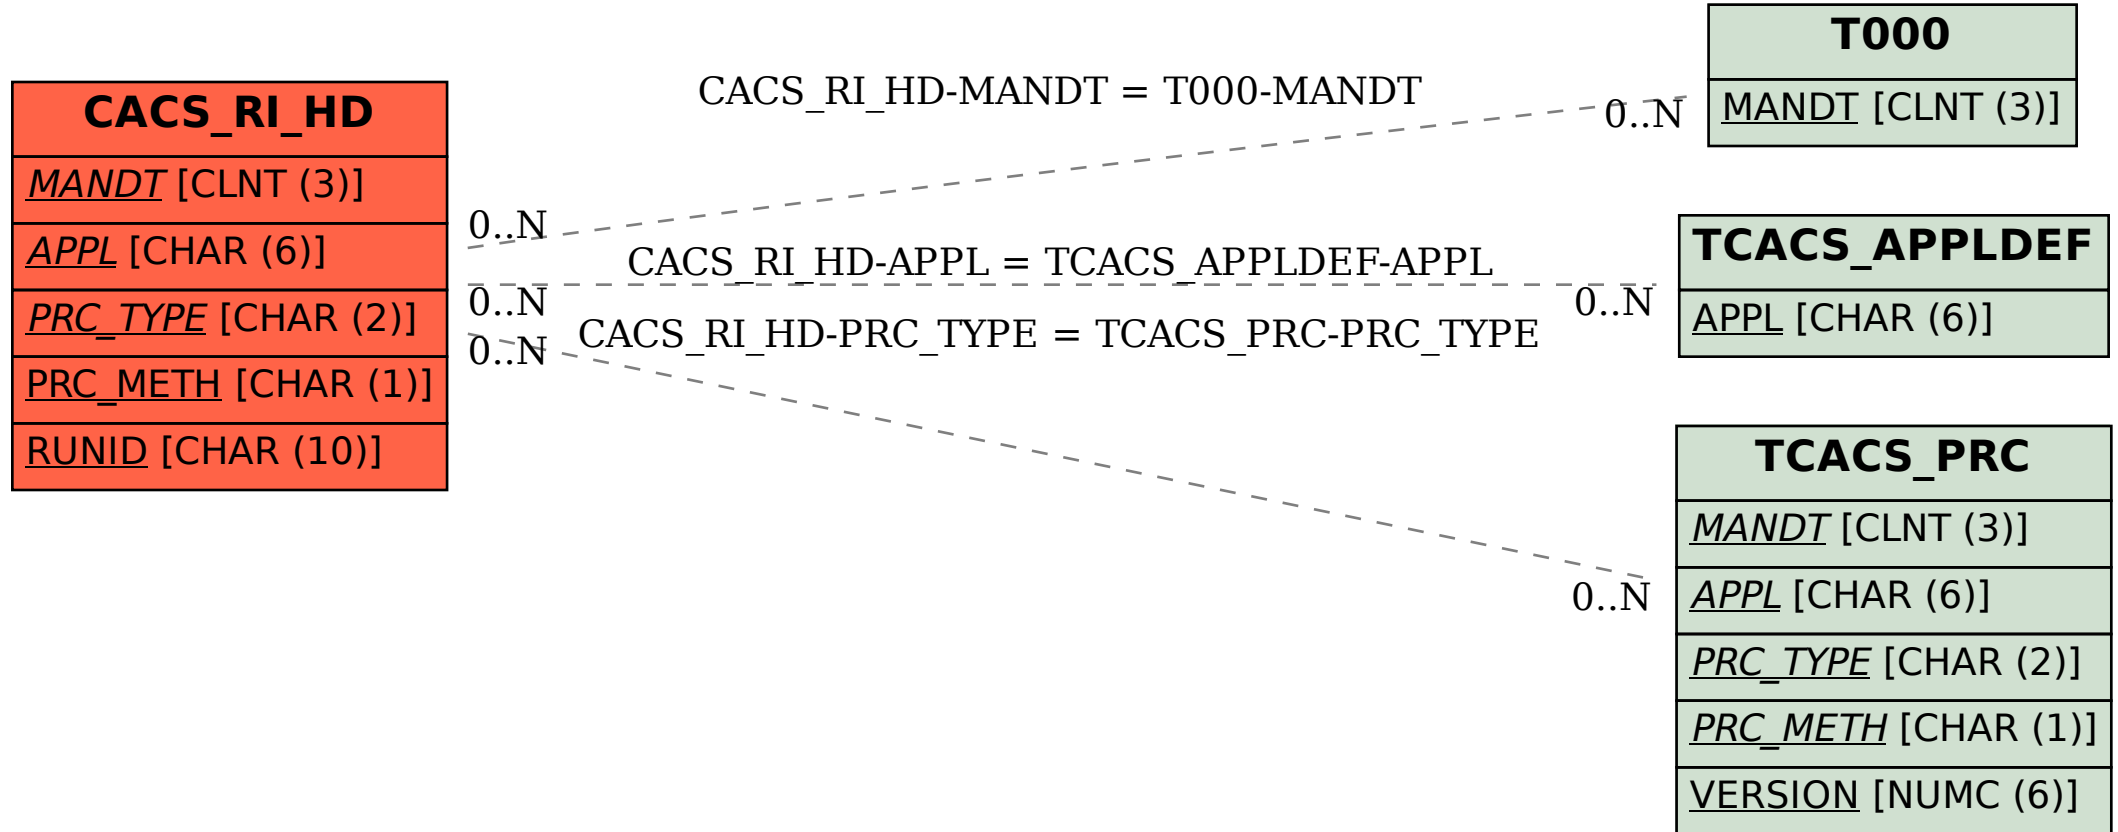 CACS_RI_HD
MANDT [CLNT (3)]
APPL [CHAR (6)]
PRC_TYPE [CHAR (2)]
PRC_METH [CHAR (1)]
RUNID [CHAR (10)]
CACS_RI_HD-MANDT = T000-MANDT
0..N
0..N
CACS_RI_HD-APPL = TCACS_APPLDEF-APPL
0..N
0..N
CACS_RI_HD-PRC_TYPE = TCACS_PRC-PRC_TYPE
0..N
0..N
T000
MANDT [CLNT (3)]
TCACS_APPLDEF
APPL [CHAR (6)]
TCACS_PRC
MANDT [CLNT (3)]
APPL [CHAR (6)]
PRC_TYPE [CHAR (2)]
PRC_METH [CHAR (1)]
VERSION [NUMC (6)]